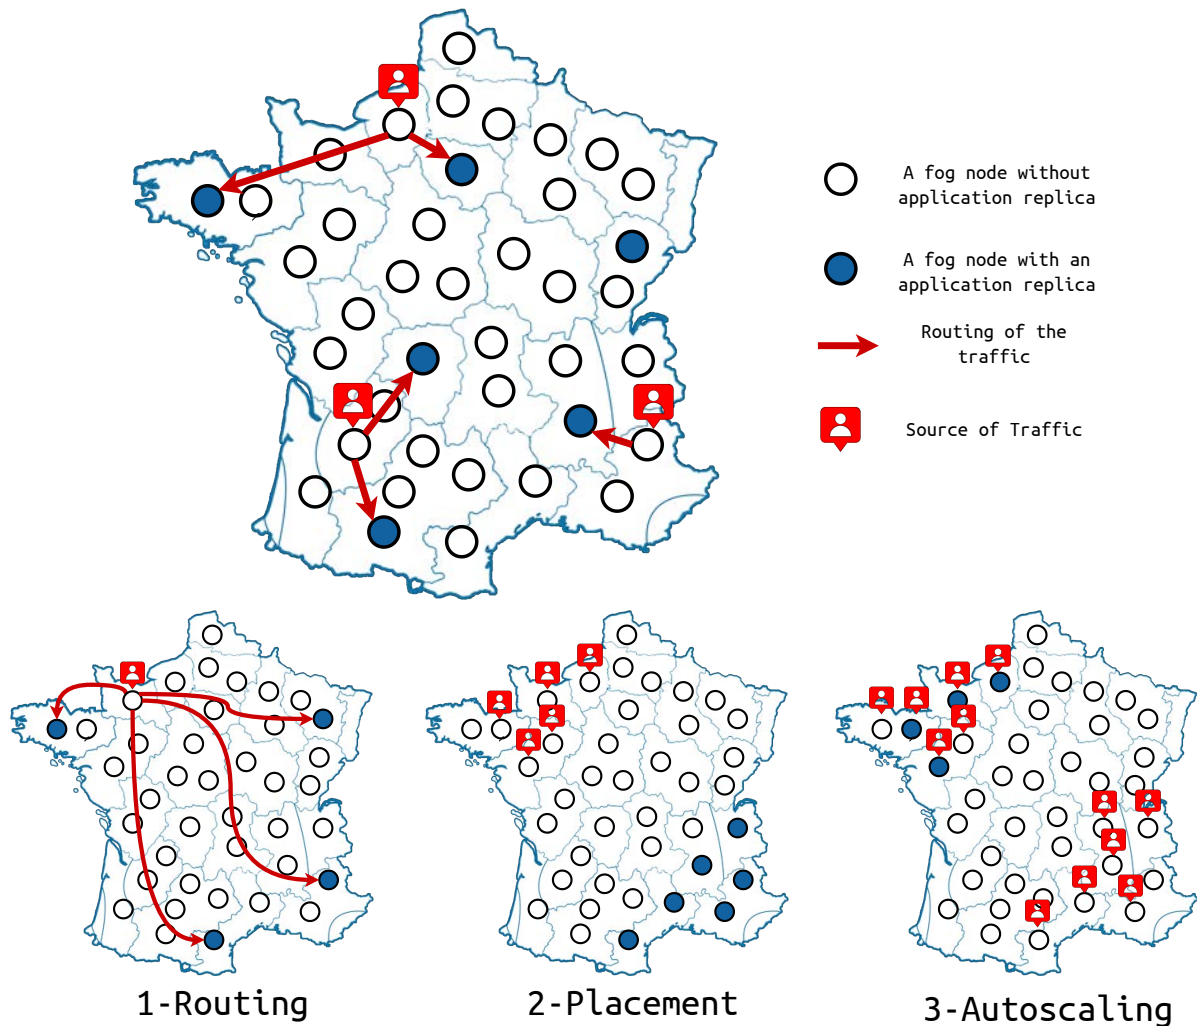 A fog node without
application replica
A fog node with an
application replica
Routing of the
traffic
Source of Traffic
1-Routing
2-Placement
3-Autoscaling